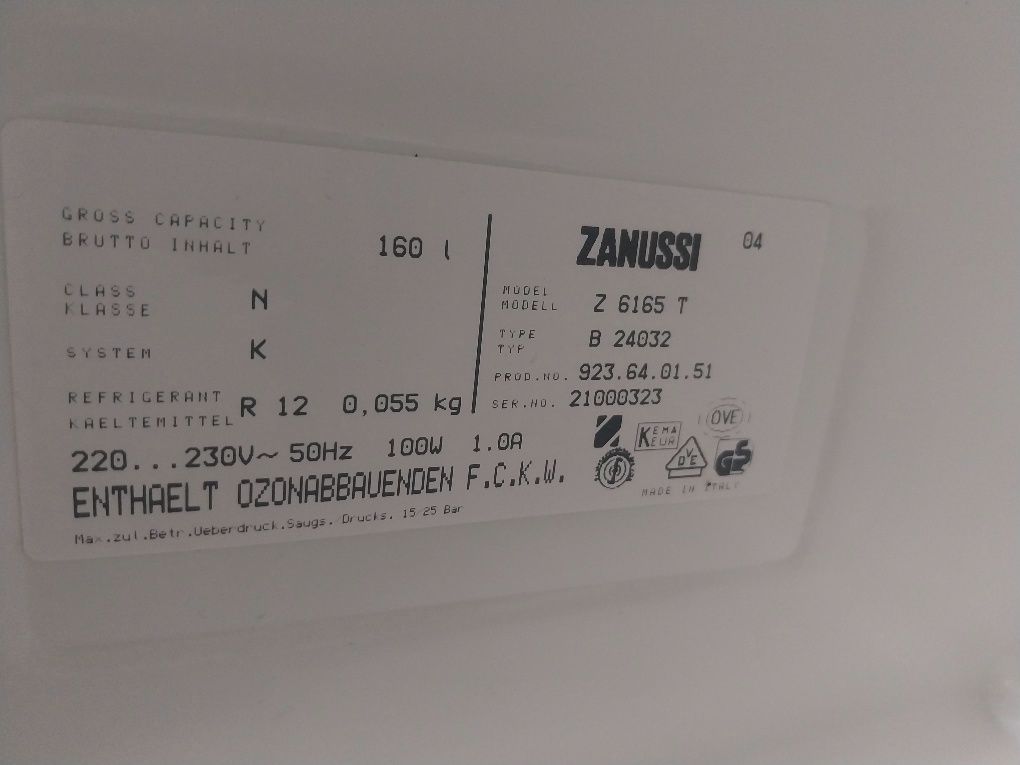 GROSS CAPACITY
BRUTTO INHALT 160 l
CLASS
KLASSE N
SYSTEM K
REFRIGERANT
KAELTEMITTEL R 12 0,055 kg
220...230V~ 50Hz 100W 1.0A
ENTHAELT OZONABBAUENDEN F.C.K.W.
Max.zul.Betr.Ueberdruck.Saugs. Drucks. 15/25 Bar
ZANUSSI 04
MODEL
MODELL Z 6165 T
TYPE
TYP B 24032
PROD.NO. 923.64.01.51
SER.NO. 21000323
KEMA
KEUR
OVE
VDE
GS
MADE IN ITALY